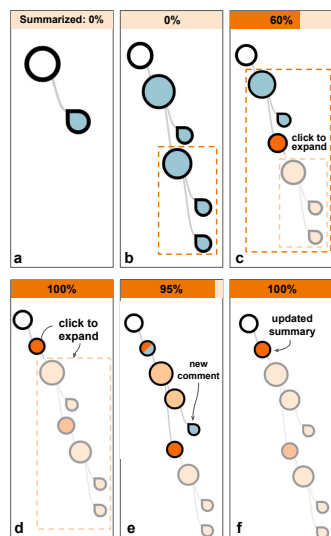 Summarized: 0%
0%
60%
click to
expand
a
b
c
100%
95%
100%
click to
expand
new
comment
updated
summary
d
e
f